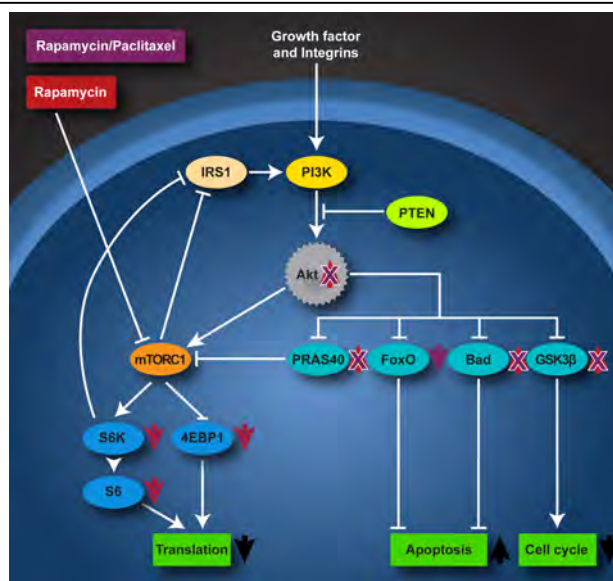 Rapamycin/Paclitaxel
Growth factor
and Integrins
Rapamycin
IRS1
PI3K
PTEN
Akt
mTORC1
PRAS40
FoxO
Bad
GSK3β
S6K
4EBP1
S6
Translation
Apoptosis
Cell cycle